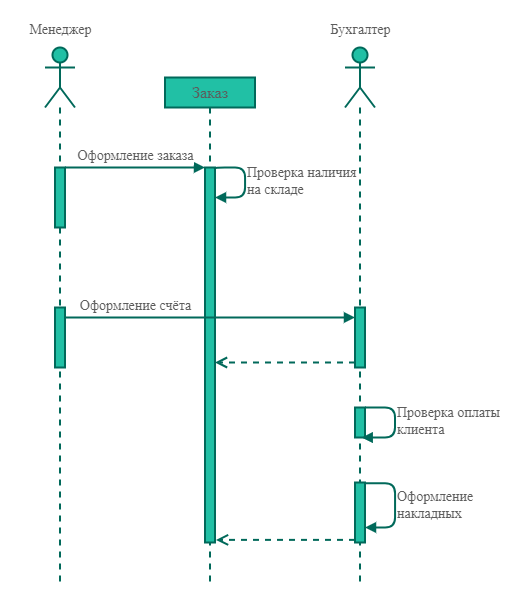 Менеджер
Бухгалтер
Заказ
Оформление заказа
Проверка наличия
на складе
Оформление счёта
Проверка оплаты
клиента
Оформление
накладных